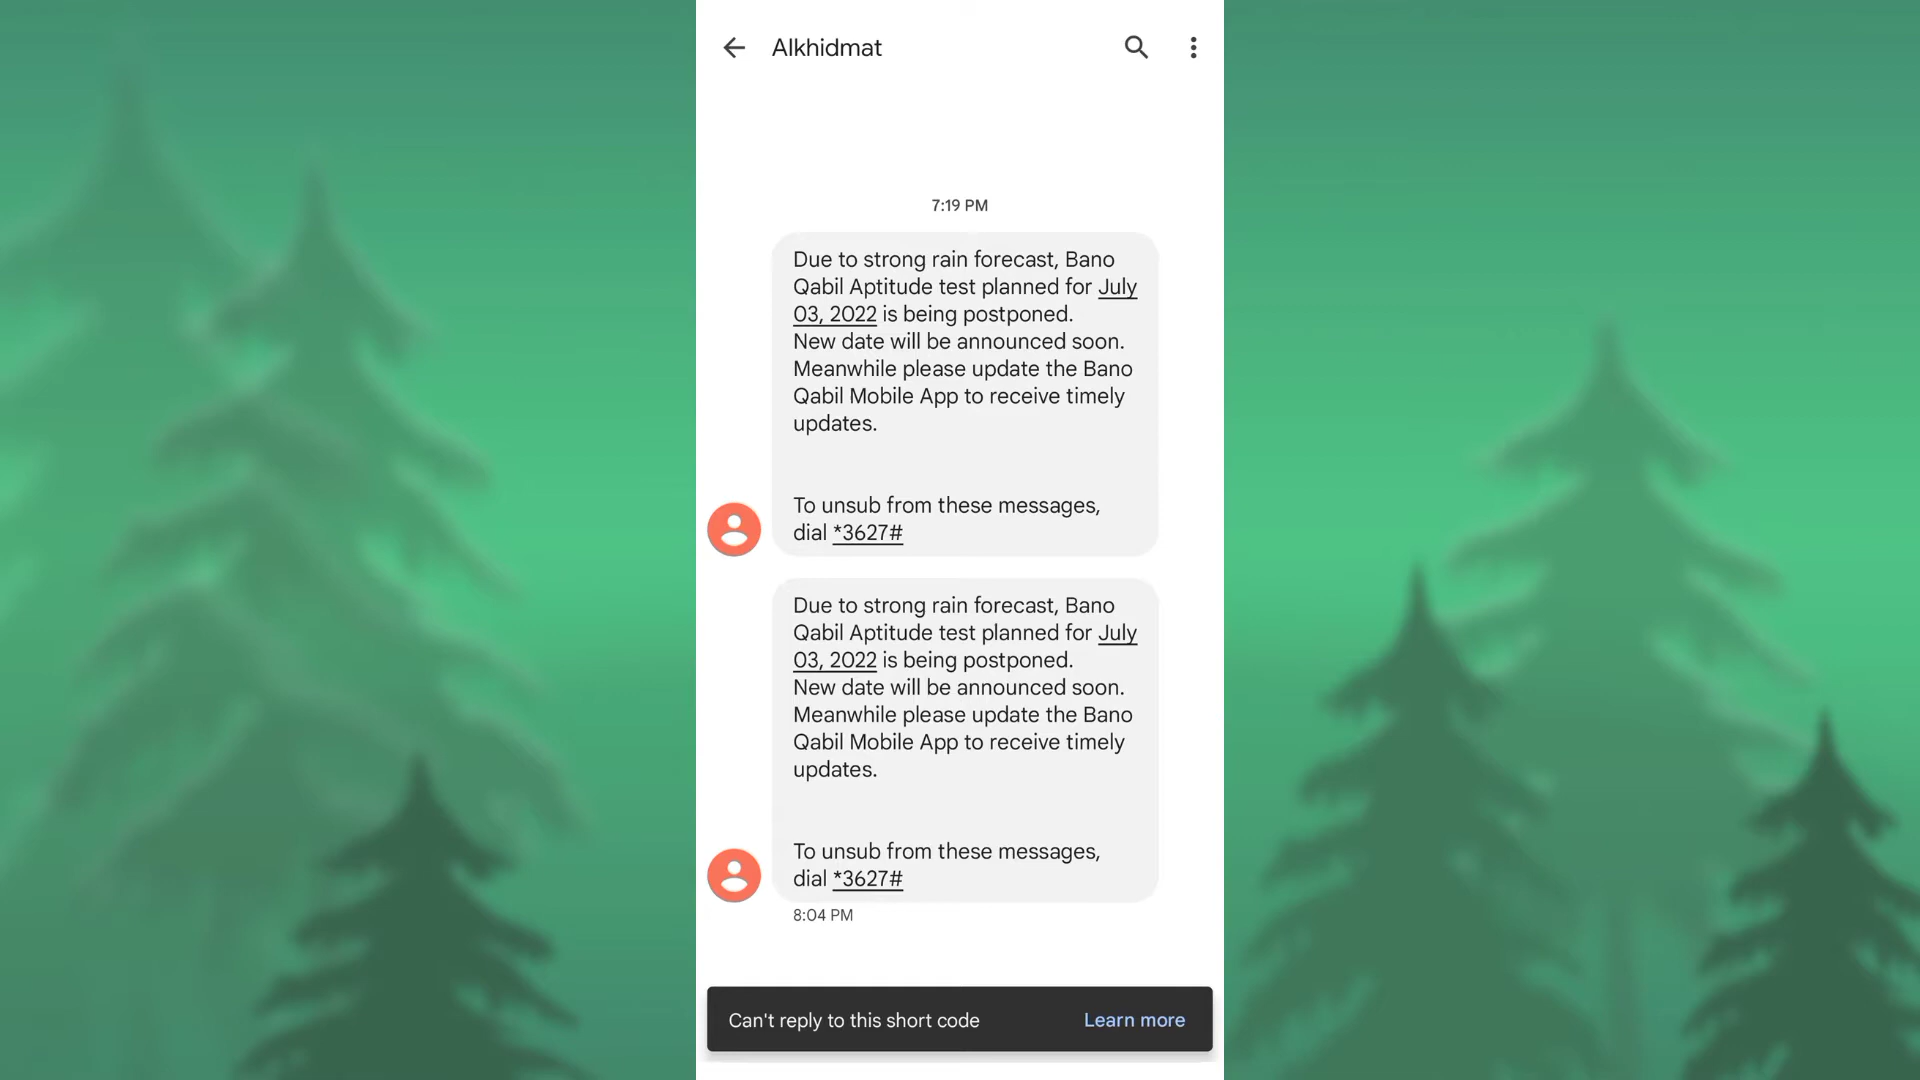 Alkhidmat
7:19 PM
Due to strong rain forecast, Bano
Qabil Aptitude test planned for July
03, 2022 is being postponed.
New date will be announced soon.
Meanwhile please update the Bano
Qabil Mobile App to receive timely
updates.
To unsub from these messages,
dial *3627#
Due to strong rain forecast, Bano
Qabil Aptitude test planned for July
03, 2022 is being postponed.
New date will be announced soon.
Meanwhile please update the Bano
Qabil Mobile App to receive timely
updates.
To unsub from these messages,
dial *3627#
8:04 PM
Can't reply to this short code Learn more